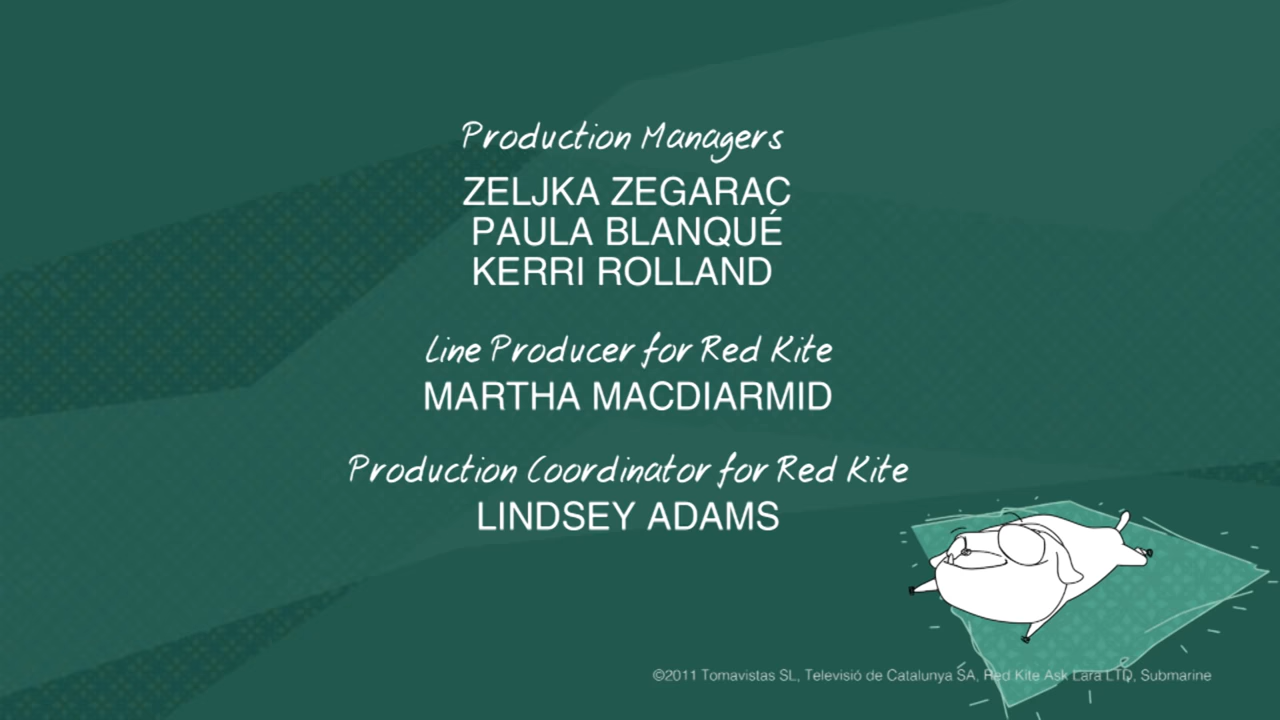 Production Managers
ZELJKA ZEGARAC
PAULA BLANQUÉ
KERRI ROLLAND
Line Producer for Red Kite
MARTHA MACDIARMID
Production Coordinator for Red Kite
LINDSEY ADAMS
©2011 Tomavistas SL, Televisió de Catalunya SA, Red Kite Ask Lara LTD, Submarine